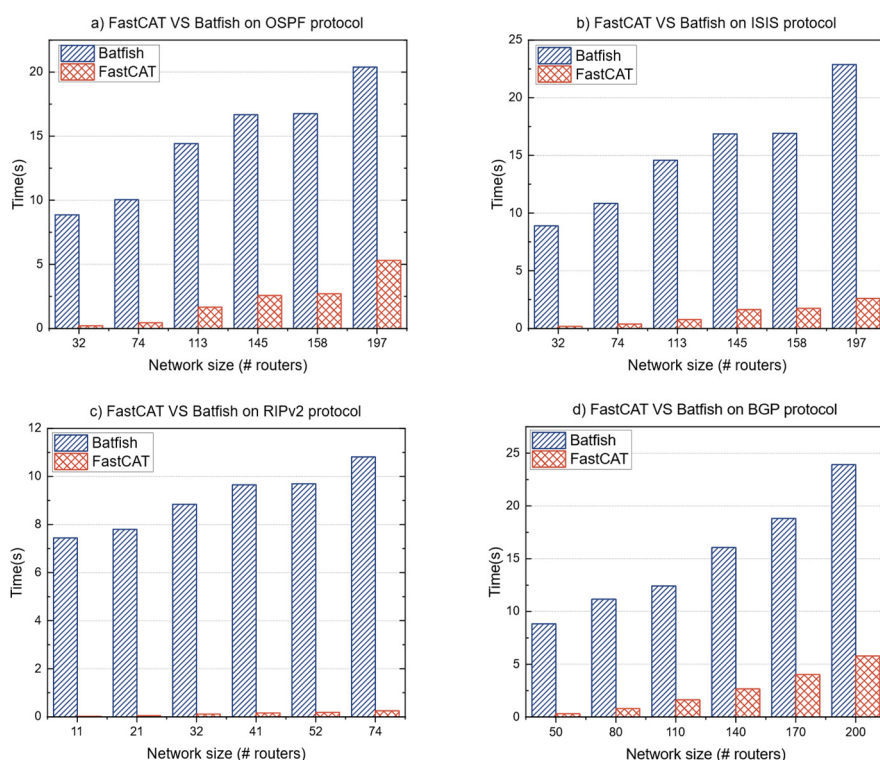 a) FastCAT VS Batfish on OSPF protocol
Batfish
FastCAT
Time(s)
20
15
10
5
0
32 74 113 145 158 197
Network size (# routers)
b) FastCAT VS Batfish on ISIS protocol
Batfish
FastCAT
Time(s)
25
20
15
10
5
0
32 74 113 145 158 197
Network size (# routers)
c) FastCAT VS Batfish on RIPv2 protocol
Batfish
FastCAT
Time(s)
12
10
8
6
4
2
0
11 21 32 41 52 74
Network size (# routers)
d) FastCAT VS Batfish on BGP protocol
Batfish
FastCAT
Time(s)
25
20
15
10
5
0
50 80 110 140 170 200
Network size (# routers)